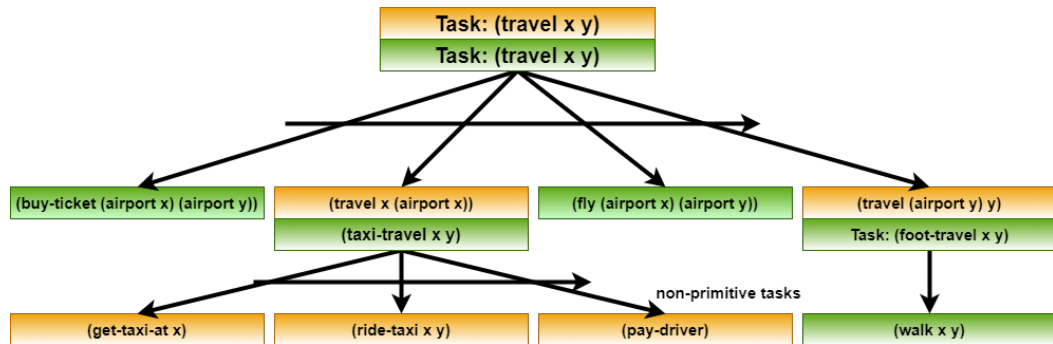 Task: (travel x y)
Task: (travel x y)
(buy-ticket (airport x) (airport y))
(travel x (airport x))
(fly (airport x) (airport y))
(travel (airport y) y)
(taxi-travel x y)
Task: (foot-travel x y)
non-primitive tasks
(get-taxi-at x)
(ride-taxi x y)
(pay-driver)
(walk x y)